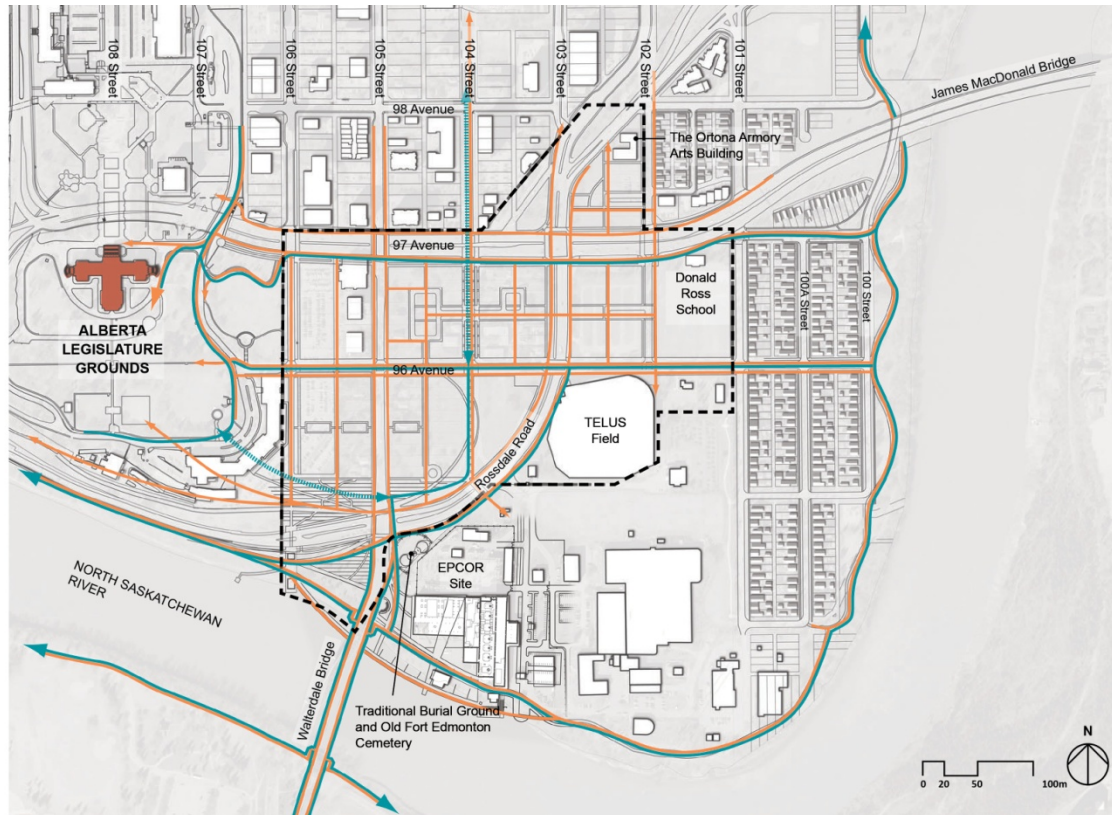 108 Street
107 Street
106 Street
105 Street
104 Street
103 Street
102 Street
101 Street
James MacDonald Bridge
98 Avenue
The Ortona Armory
Arts Building
97 Avenue
Donald
Ross
School
100A Street
100 Street
ALBERTA
LEGISLATURE
GROUNDS
96 Avenue
TELUS
Field
Rossdale Road
EPCOR
Site
NORTH SASKATCHEWAN
RIVER
Walterdale Bridge
Traditional Burial Ground
and Old Fort Edmonton
Cemetery
N
0 20 50 100m